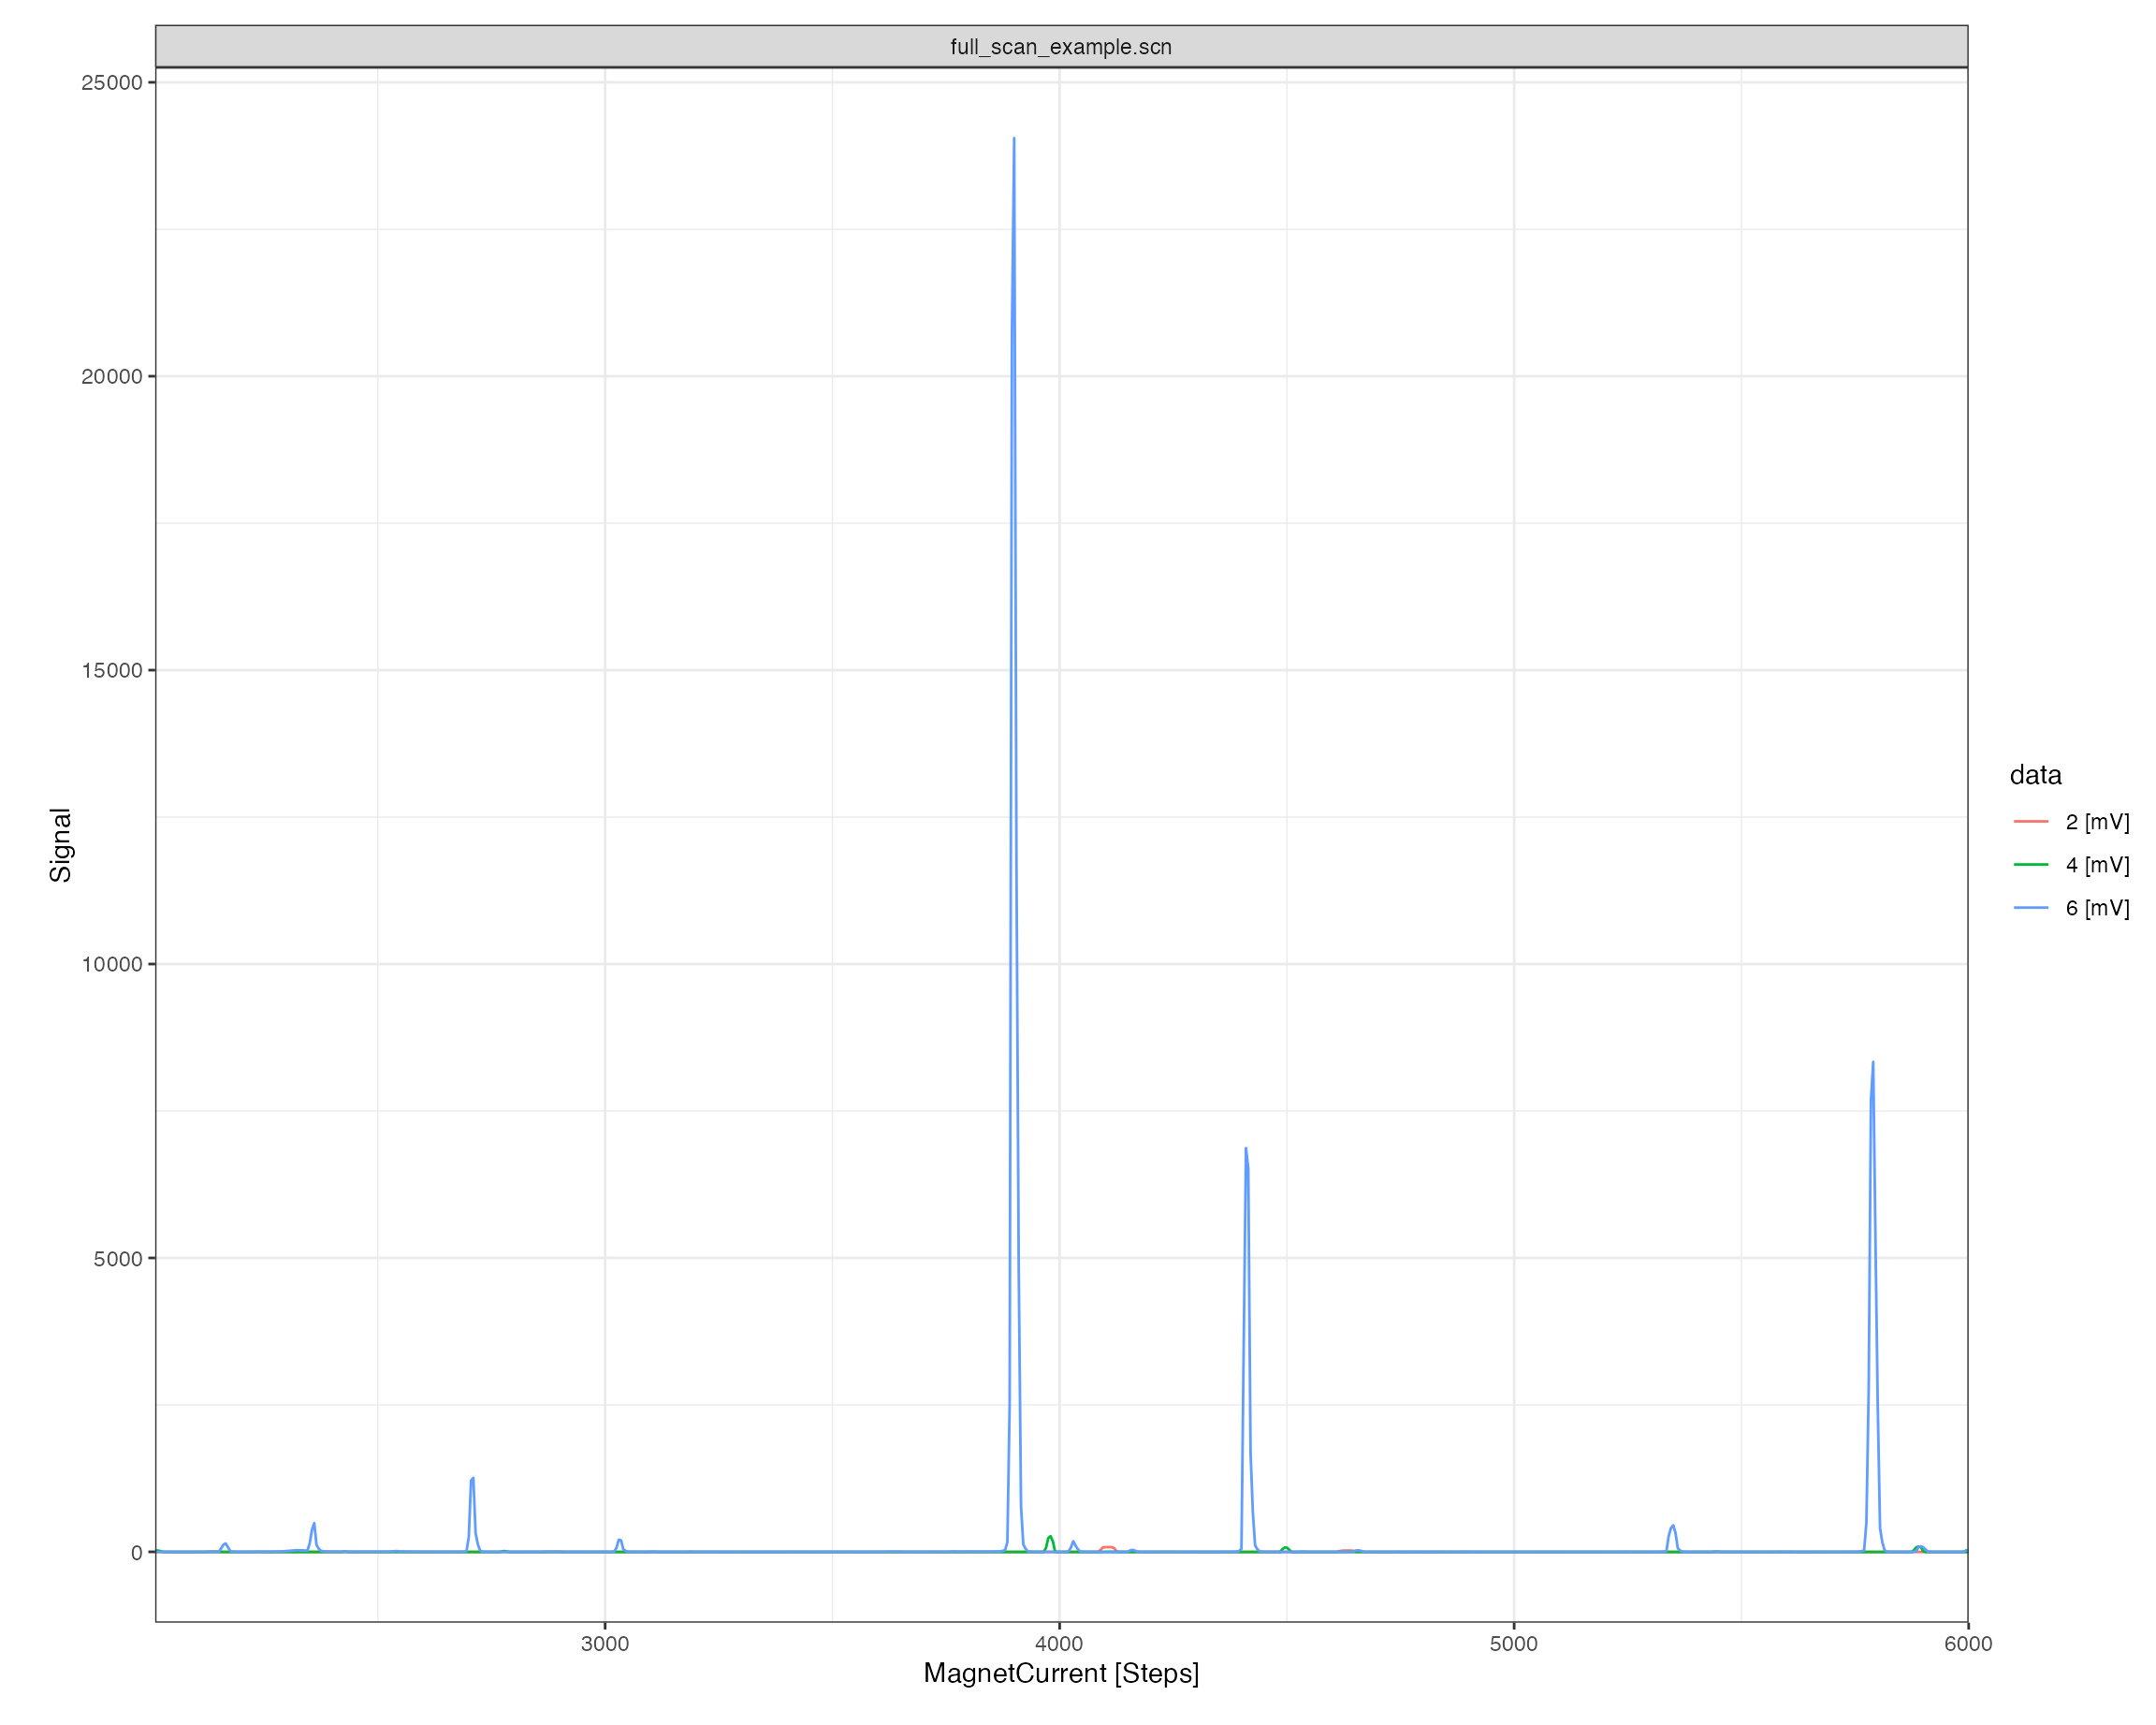 full_scan_example.scn
25000
20000
15000
10000
5000
0
Signal
3000
4000
5000
6000
MagnetCurrent [Steps]
data
2 [mV]
4 [mV]
6 [mV]